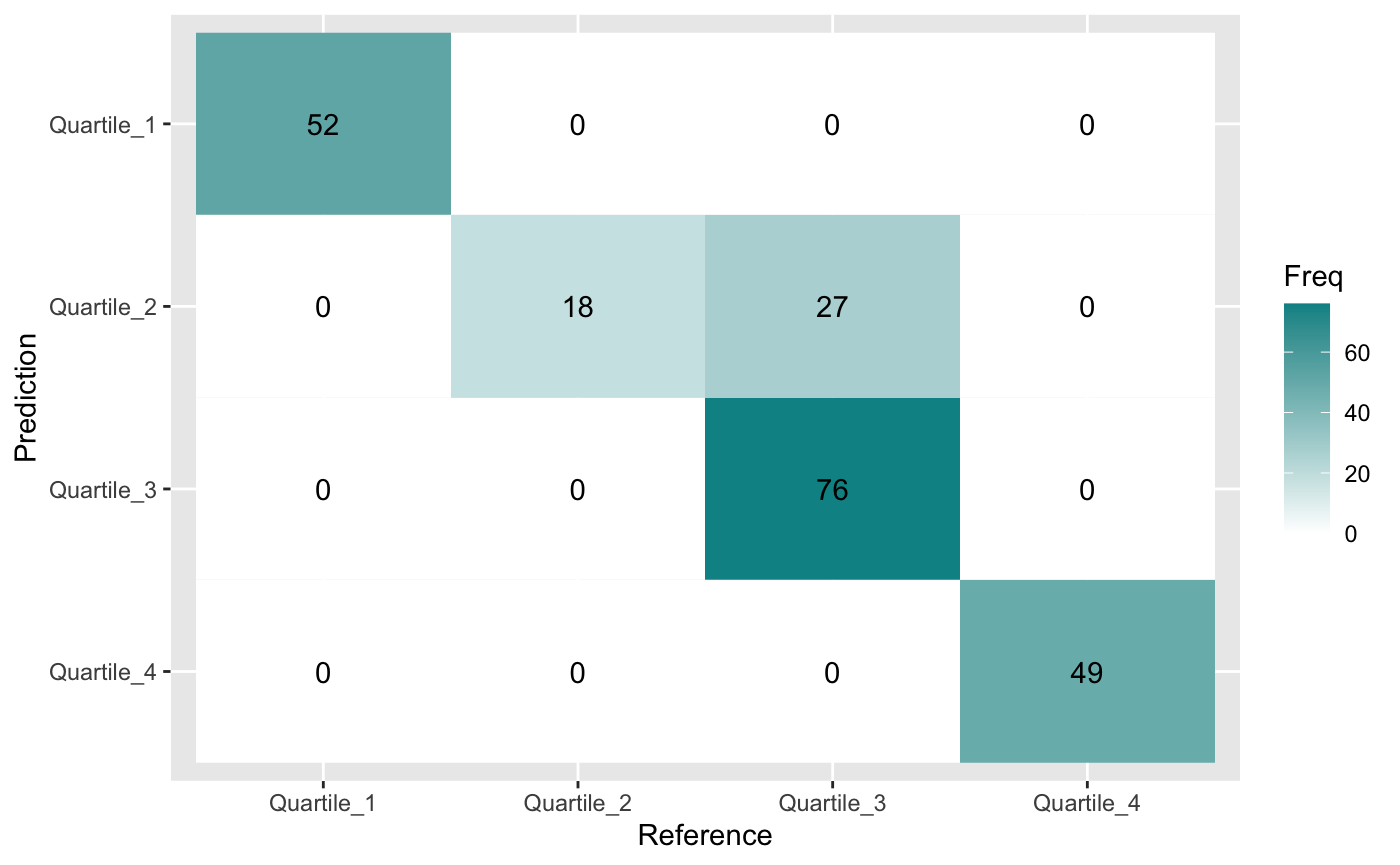 Quartile_1 52 0 0 0
Quartile_2 0 18 27 0
Quartile_3 0 0 76 0
Quartile_4 0 0 0 49
Quartile_1 Quartile_2 Quartile_3 Quartile_4
Reference
Prediction
Freq
60
40
20
0